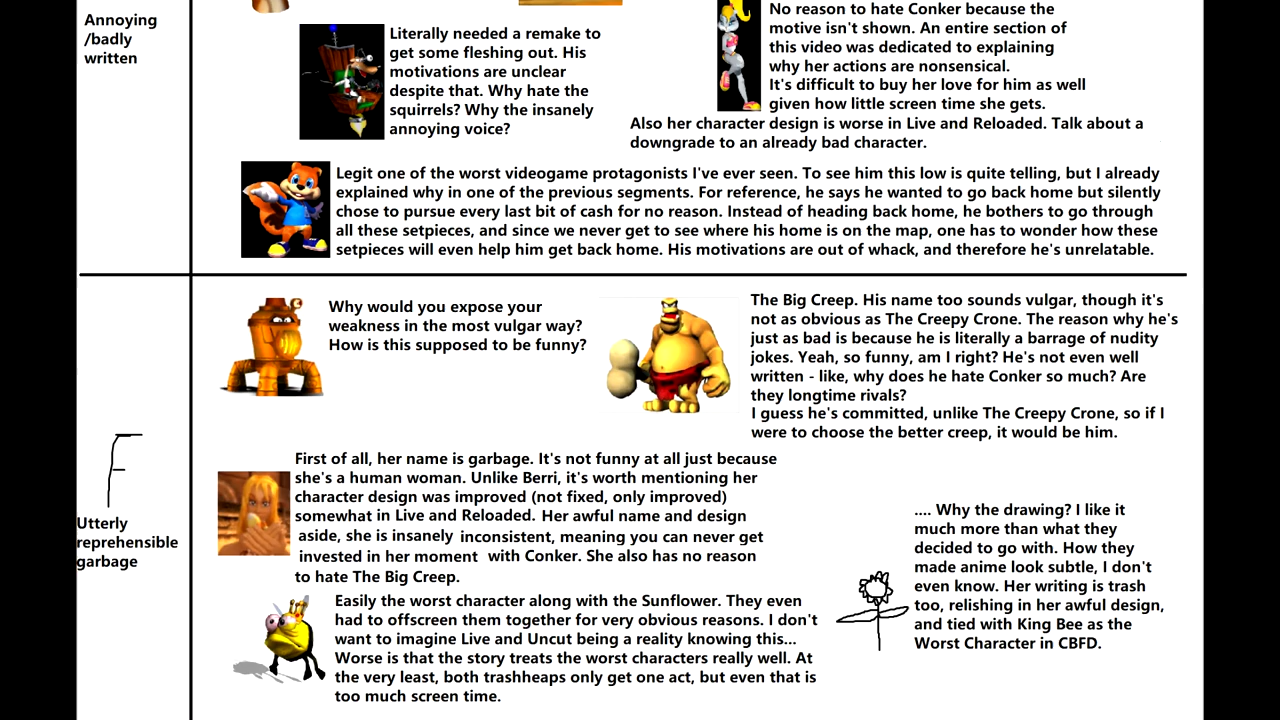 Annoying
/badly
written
Literally needed a remake to
get some fleshing out. His
motivations are unclear
despite that. Why hate the
squirrels? Why the insanely
annoying voice?
No reason to hate Conker because the
motive isn't shown. An entire section of
this video was dedicated to explaining
why her actions are nonsensical.
It's difficult to buy her love for him as well
given how little screen time she gets.
Also her character design is worse in Live and Reloaded. Talk about a
downgrade to an already bad character.
Legit one of the worst videogame protagonists I've ever seen. To see him this low is quite telling, but I already
explained why in one of the previous segments. For reference, he says he wanted to go back home but silently
chose to pursue every last bit of cash for no reason. Instead of heading back home, he bothers to go through
all these setpieces, and since we never get to see where his home is on the map, one has to wonder how these
setpieces will even help him get back home. His motivations are out of whack, and therefore he's unrelatable.
F
Utterly
reprehensible
garbage
Why would you expose your
weakness in the most vulgar way?
How is this supposed to be funny?
The Big Creep. His name too sounds vulgar, though it's
not as obvious as The Creepy Crone. The reason why he's
just as bad is because he is literally a barrage of nudity
jokes. Yeah, so funny, am I right? He's not even well
written - like, why does he hate Conker so much? Are
they longtime rivals?
I guess he's committed, unlike The Creepy Crone, so if I
were to choose the better creep, it would be him.
First of all, her name is garbage. It's not funny at all just because
she's a human woman. Unlike Berri, it's worth mentioning her
character design was improved (not fixed, only improved)
somewhat in Live and Reloaded. Her awful name and design
aside, she is insanely inconsistent, meaning you can never get
invested in her moment with Conker. She also has no reason
to hate The Big Creep.
Easily the worst character along with the Sunflower. They even
had to offscreen them together for very obvious reasons. I don't
want to imagine Live and Uncut being a reality knowing this...
Worse is that the story treats the worst characters really well. At
the very least, both trashheaps only get one act, but even that is
too much screen time.
.... Why the drawing? I like it
much more than what they
decided to go with. How they
made anime look subtle, I don't
even know. Her writing is trash
too, relishing in her awful design,
and tied with King Bee as the
Worst Character in CBFD.